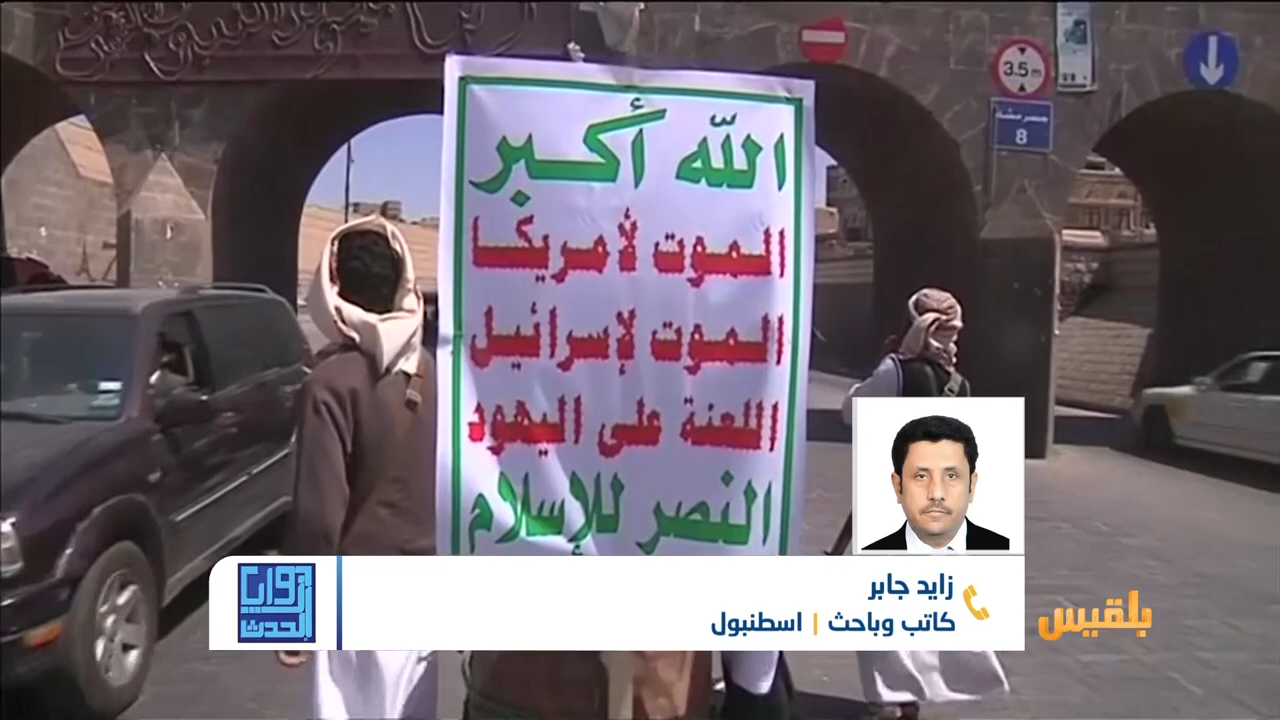 3.5m
8
الله أكبر
الموت لأمريكا
الموت لإسرائيل
اللعنة على اليهود
النصر للإسلام
زايد جابر
كاتب وباحث | اسطنبول
بلقيس
زوايا
الحدث